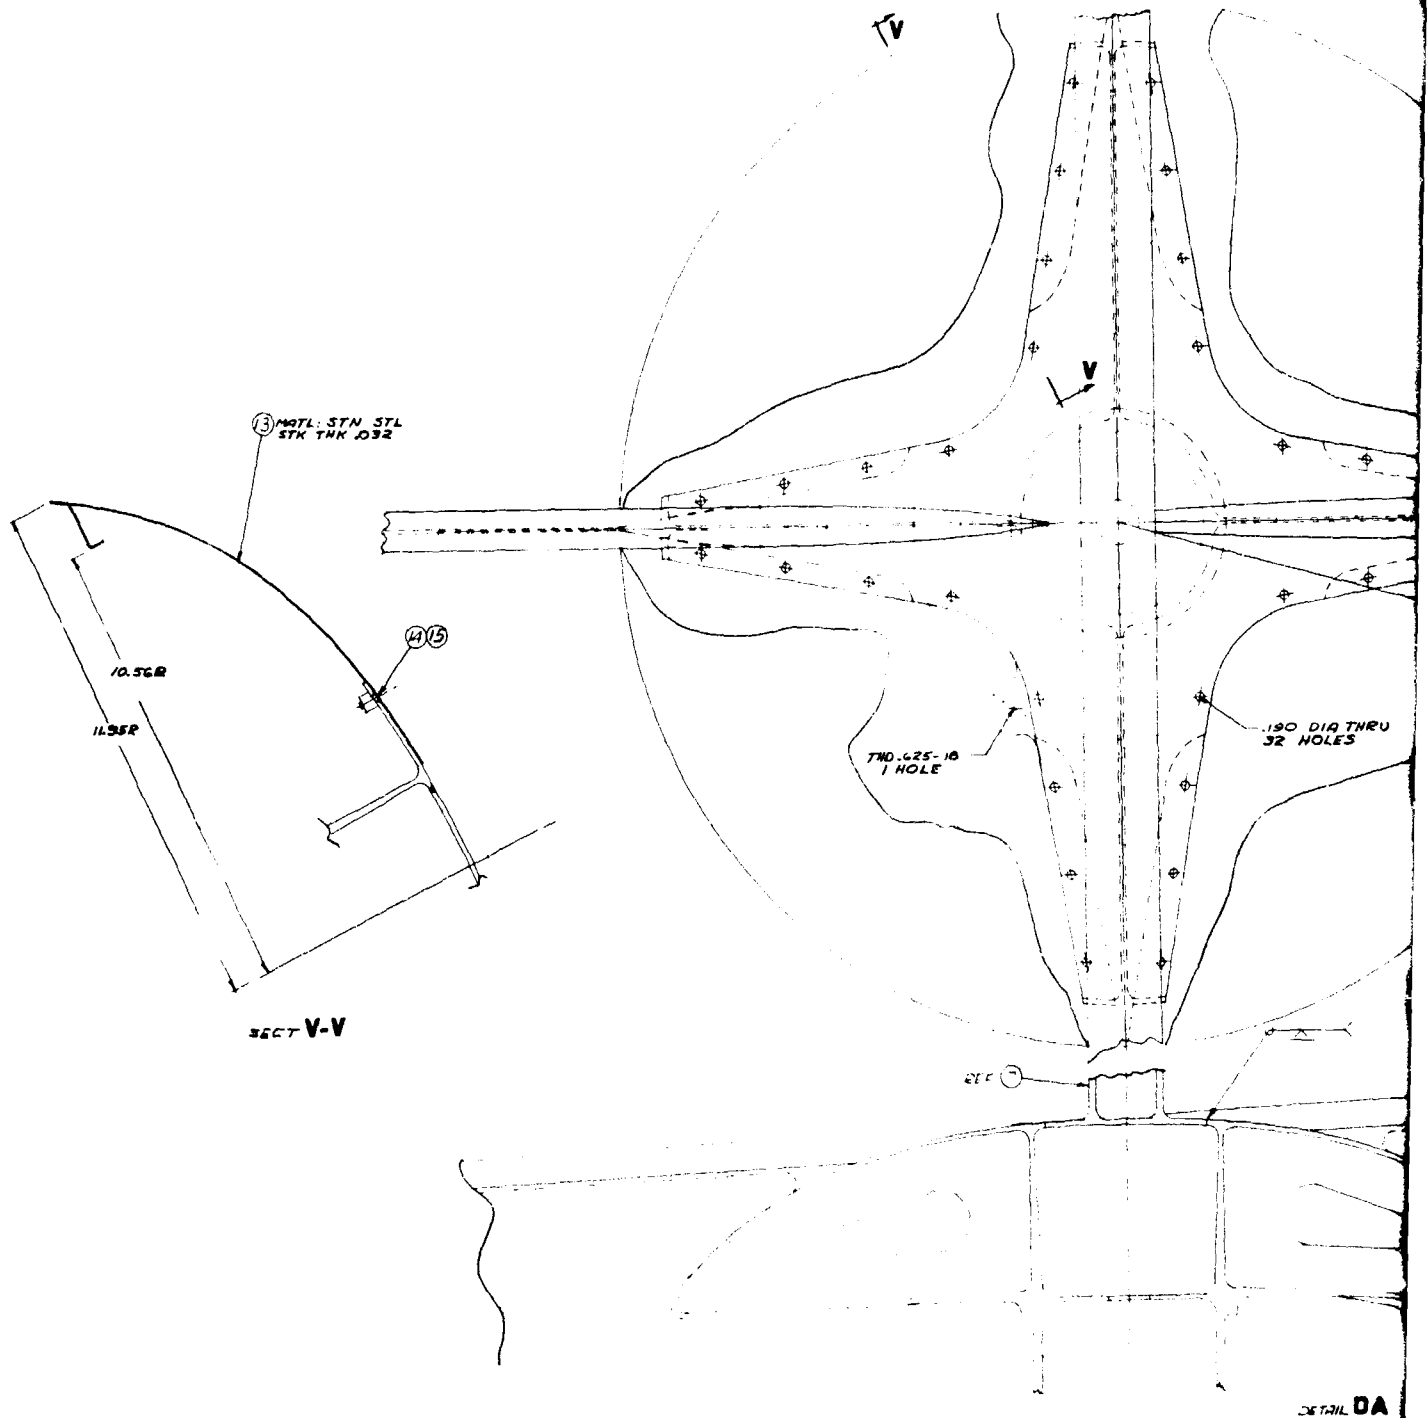 V
V
13 MATL: STN STL
STK THK .032
14 15
10.56R
11.95R
SECT V-V
THD .625-18
1 HOLE
.190 DIA THRU
32 HOLES
REF 7
DETAIL DA